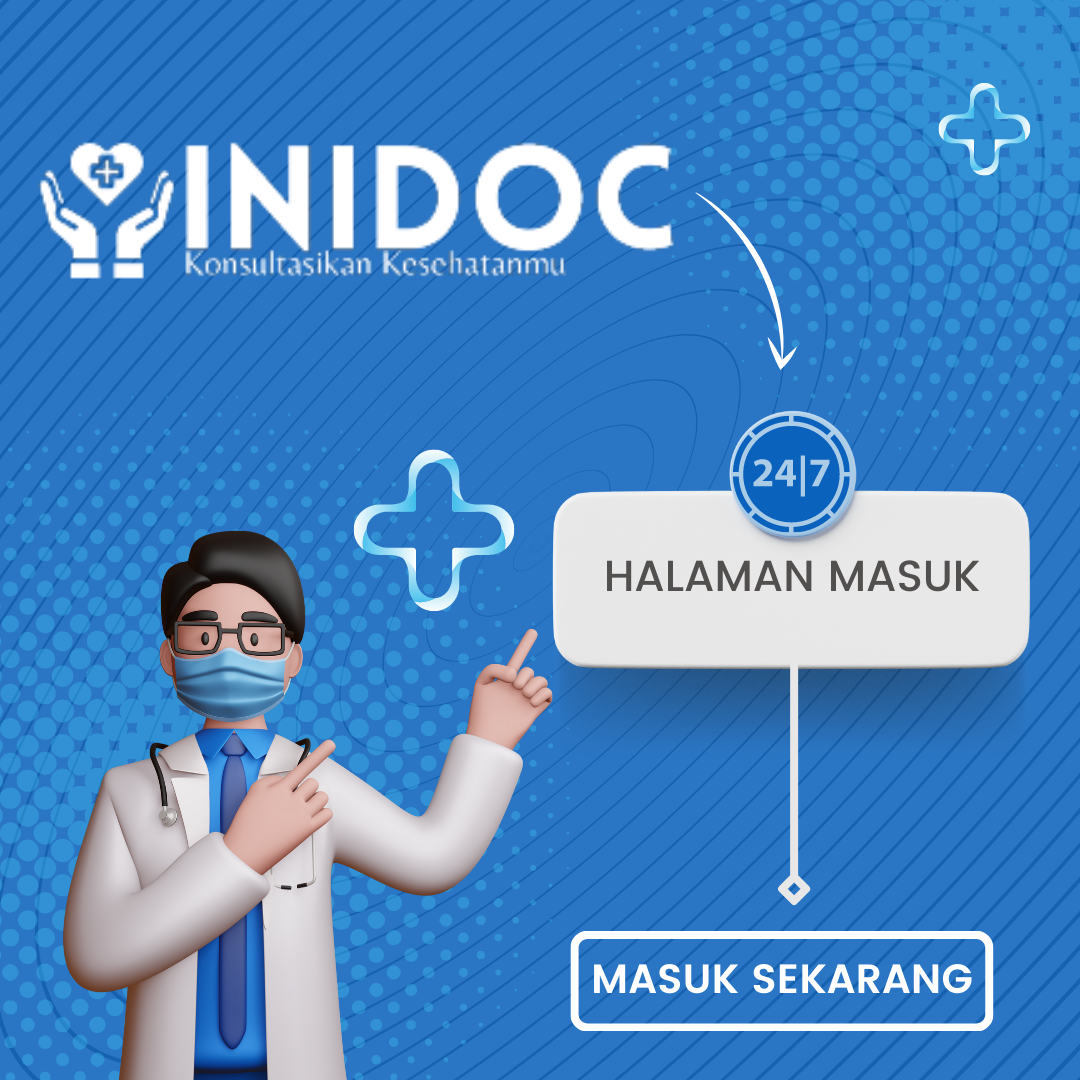 INIDOC
Konsultasikan Kesehatanmu
24|7
HALAMAN MASUK
MASUK SEKARANG